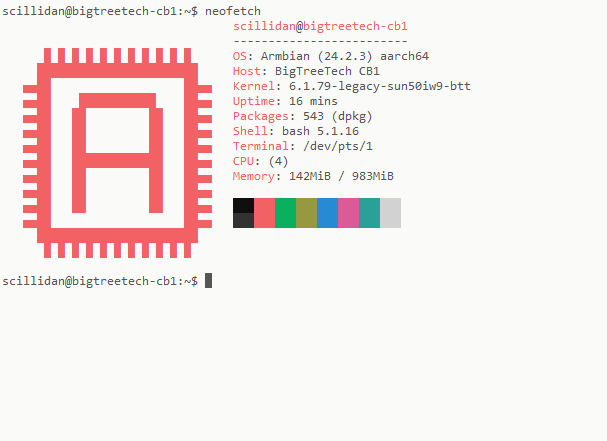 scillidan@bigtreetech-cb1:~$ neofetch
scillidan@bigtreetech-cb1
-------------------------
OS: Armbian (24.2.3) aarch64
Host: BigTreeTech CB1
Kernel: 6.1.79-legacy-sun50iw9-btt
Uptime: 16 mins
Packages: 543 (dpkg)
Shell: bash 5.1.16
Terminal: /dev/pts/1
CPU: (4)
Memory: 142MiB / 983MiB
scillidan@bigtreetech-cb1:~$